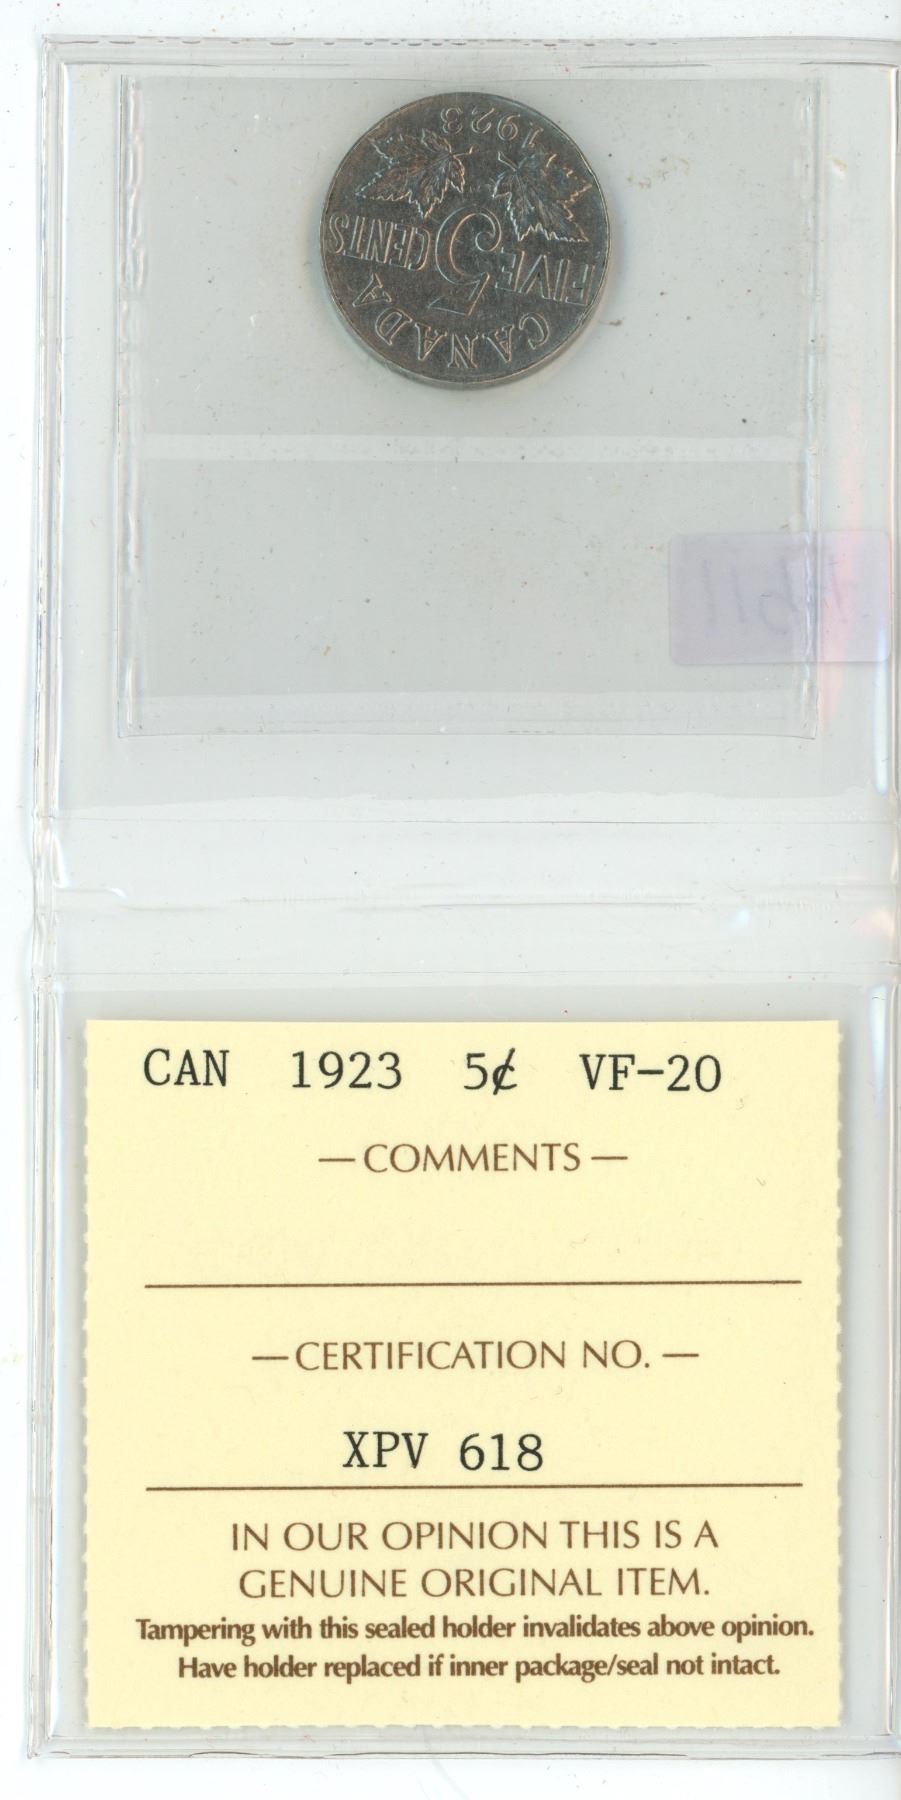 1923
FIVE 5 CENTS
CANADA
CAN 1923 5¢ VF-20
— COMMENTS —
— CERTIFICATION NO. —
XPV 618
IN OUR OPINION THIS IS A
GENUINE ORIGINAL ITEM.
Tampering with this sealed holder invalidates above opinion.
Have holder replaced if inner package/seal not intact.